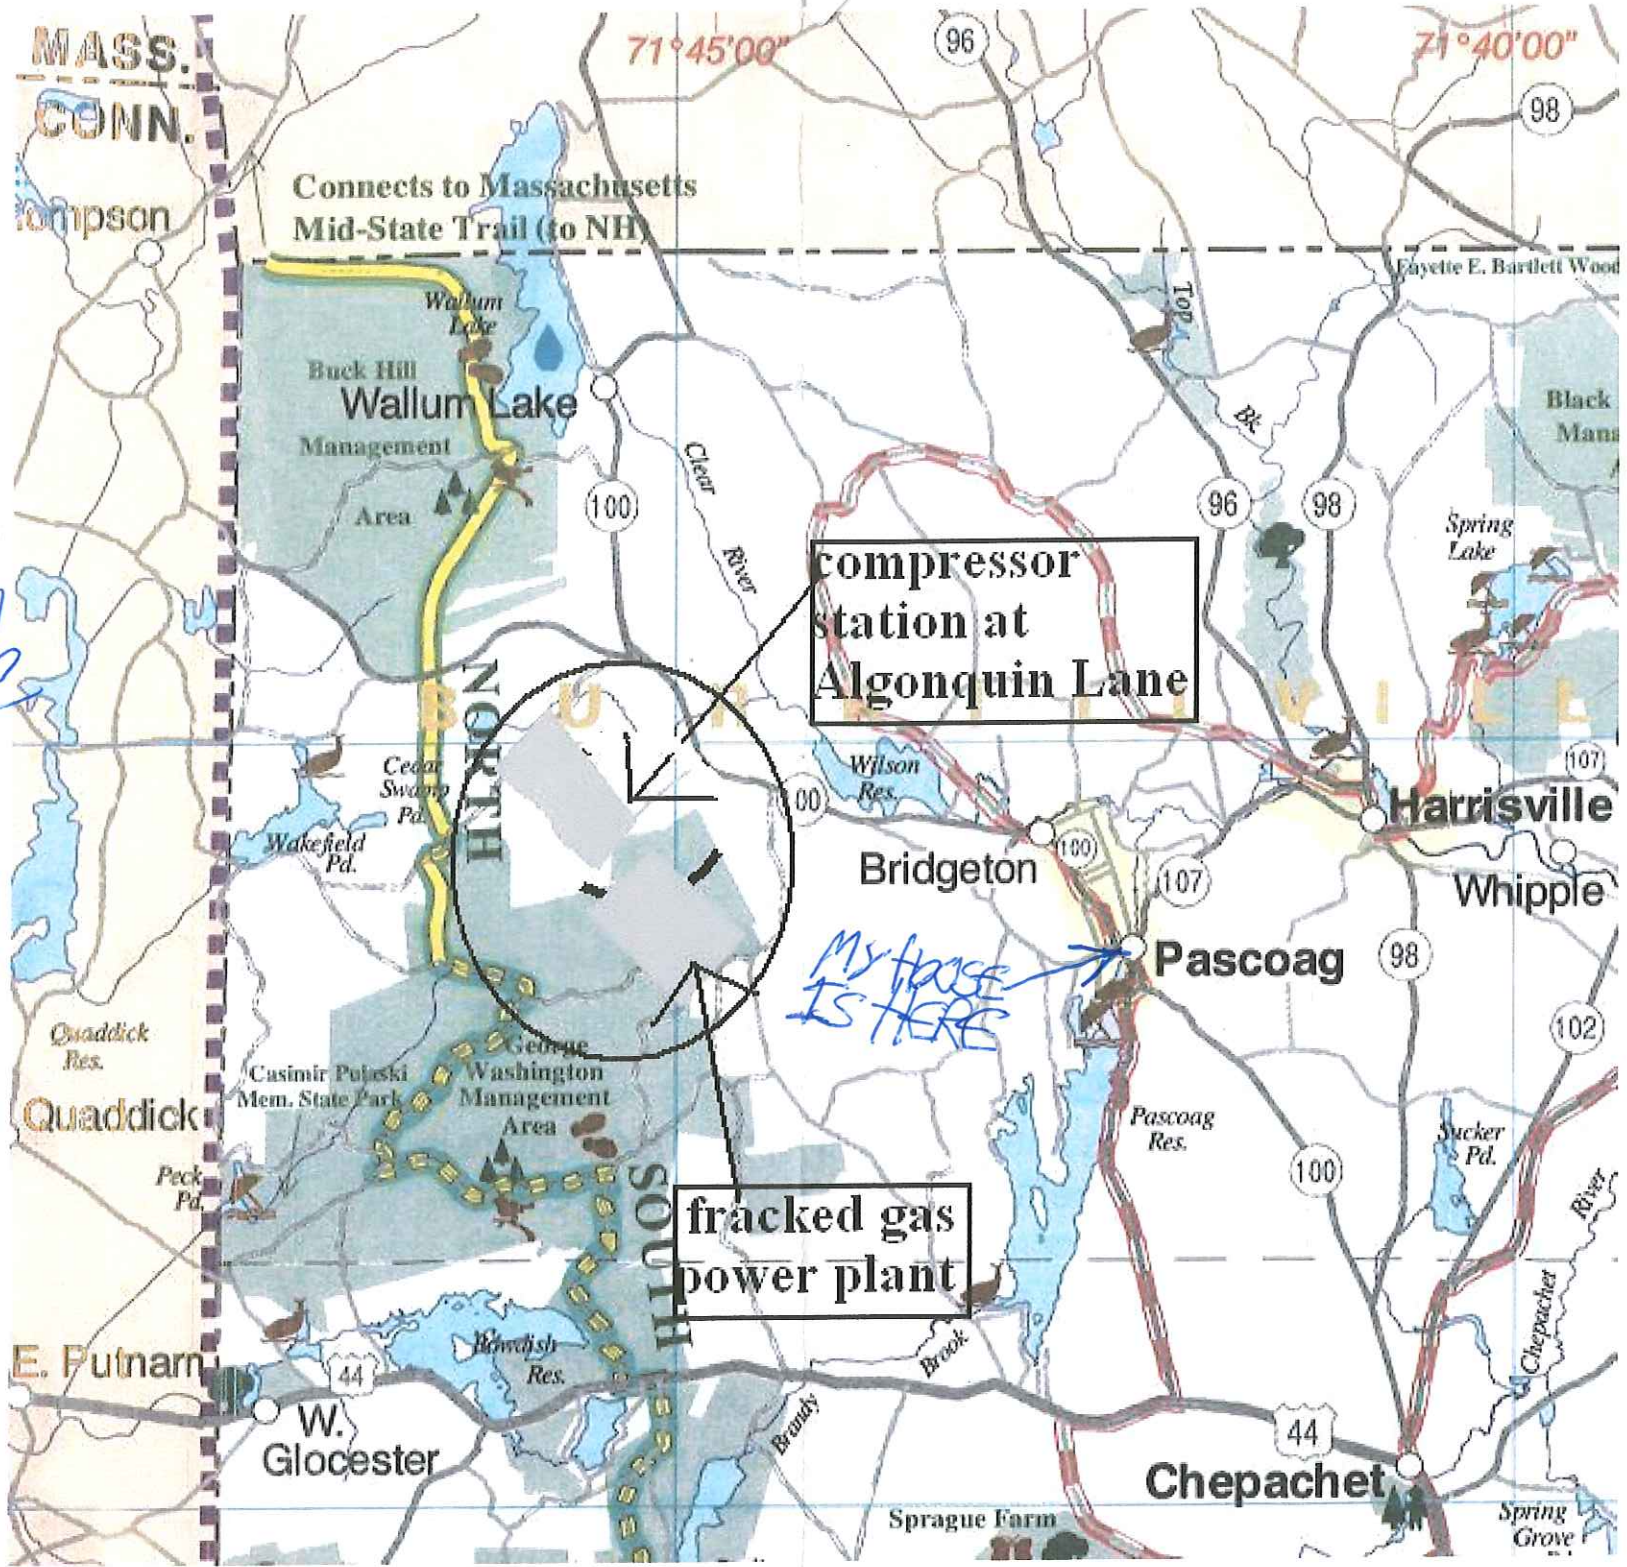 MASS.
CONN.
71°45'00"
96
71°40'00"
98
ompson
Connects to Massachusetts
Mid-State Trail (to NH)
Fayette E. Bartlett Wood
Wallum
Lake
Top
Buck Hill
Wallum Lake
Management
Area
Black
Mana
Bk.
Clear
River
100
96
98
Spring
Lake
compressor
station at
Algonquin Lane
NORTH
B U R I L L V I L L E
Cedar
Swamp
Pd.
Wakefield
Pd.
00
Wilson
Res.
107
Harrisville
Bridgeton
100
107
Whipple
My House
IS HERE
Pascoag
98
102
Quaddick
Res.
George
Washington
Management
Area
Casimir Pulaski
Mem. State Park
Quaddick
Pascoag
Res.
Sucker
Pd.
Peck
Pd.
100
River
SOUTH
fracked gas
power plant
Chepachet
E. Putnam
44
Bowdish
Res.
Brook
Brandy
W.
Glocester
44
Chepachet
Sprague Farm
Spring
Grove